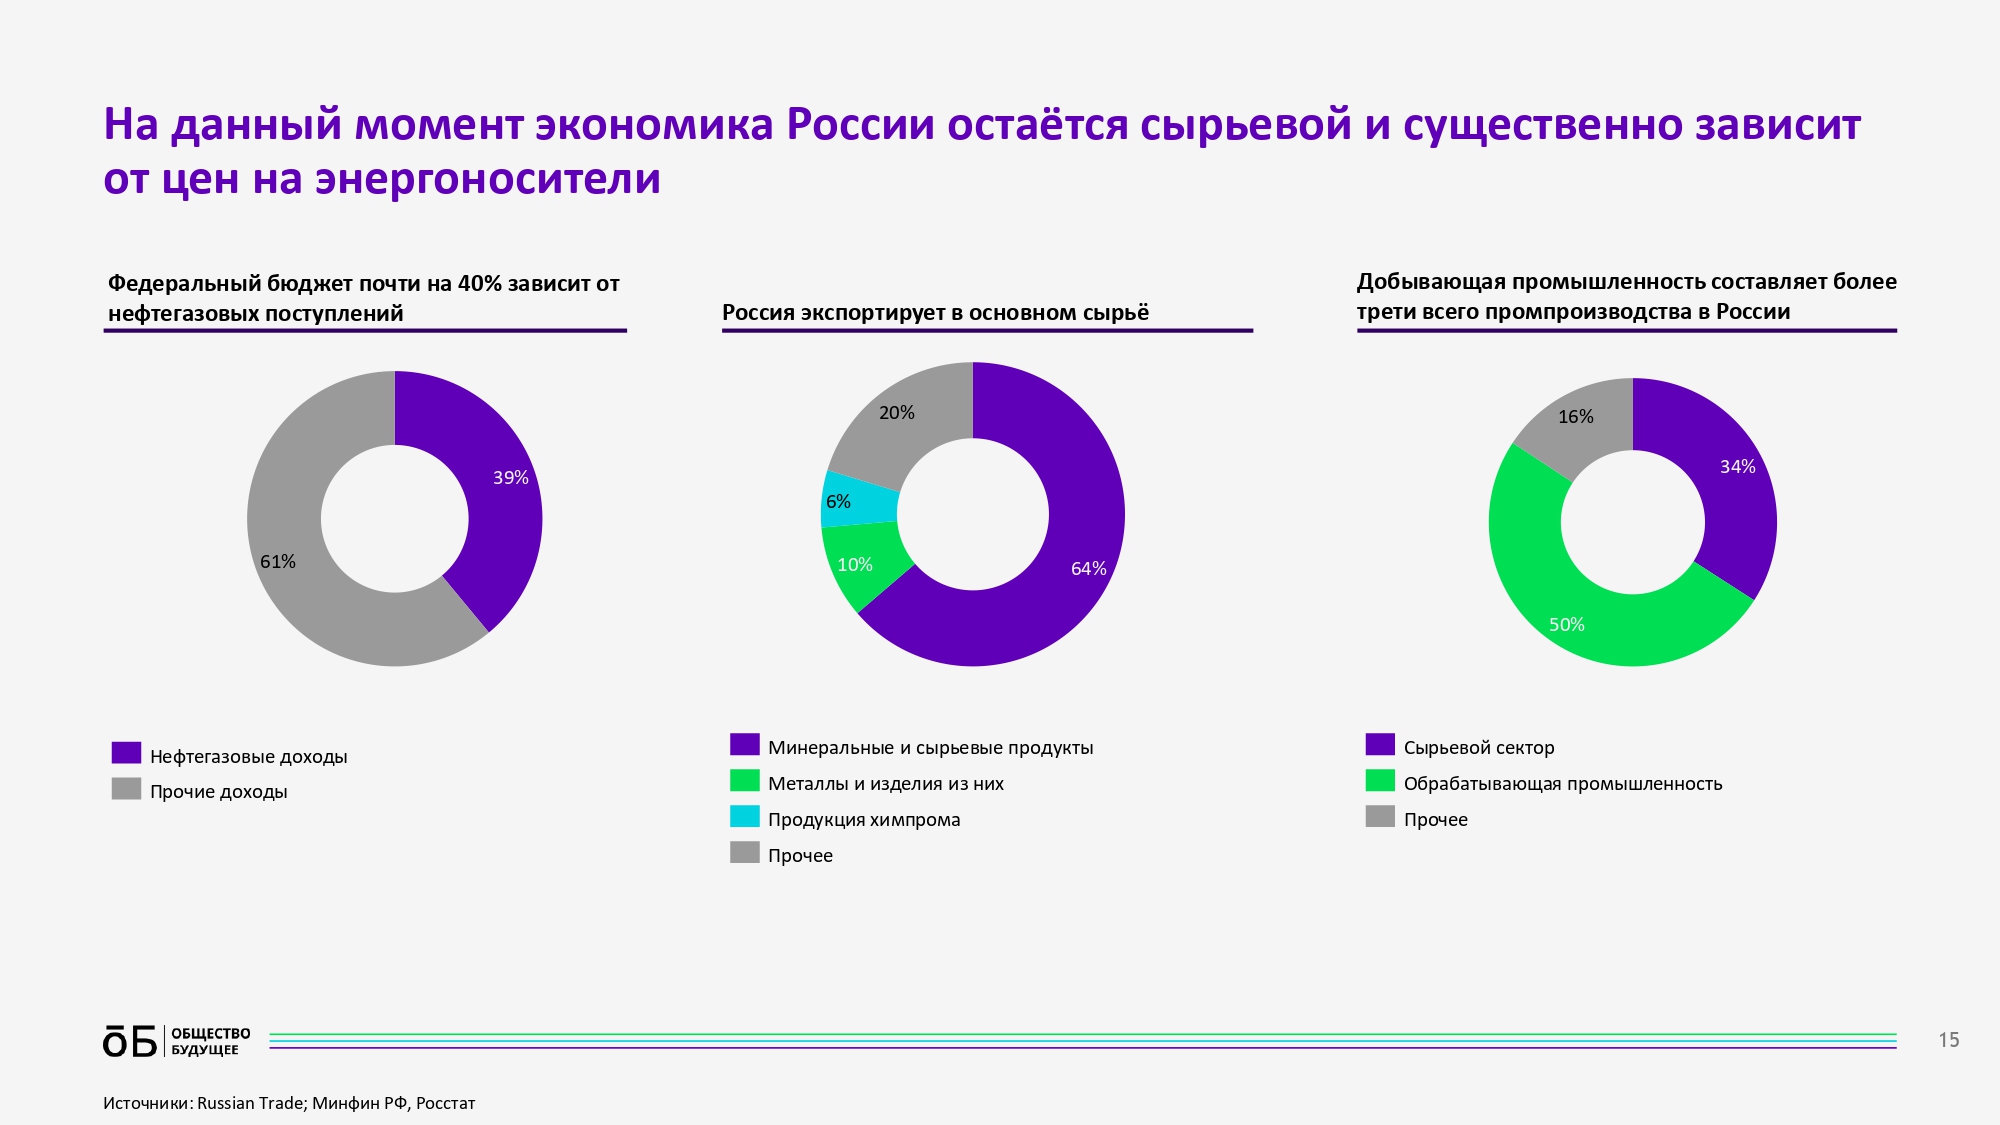 На данный момент экономика России остаётся сырьевой и существенно зависит
от цен на энергоносители
Федеральный бюджет почти на 40% зависит от
нефтегазовых поступлений
39%
61%
Нефтегазовые доходы
Прочие доходы
Россия экспортирует в основном сырьё
20%
6%
10%
64%
Минеральные и сырьевые продукты
Металлы и изделия из них
Продукция химпрома
Прочее
Добывающая промышленность составляет более
трети всего промпроизводства в России
16%
34%
50%
Сырьевой сектор
Обрабатывающая промышленность
Прочее
ōБ
ОБЩЕСТВО
БУДУЩЕЕ
15
Источники: Russian Trade; Минфин РФ, Росстат